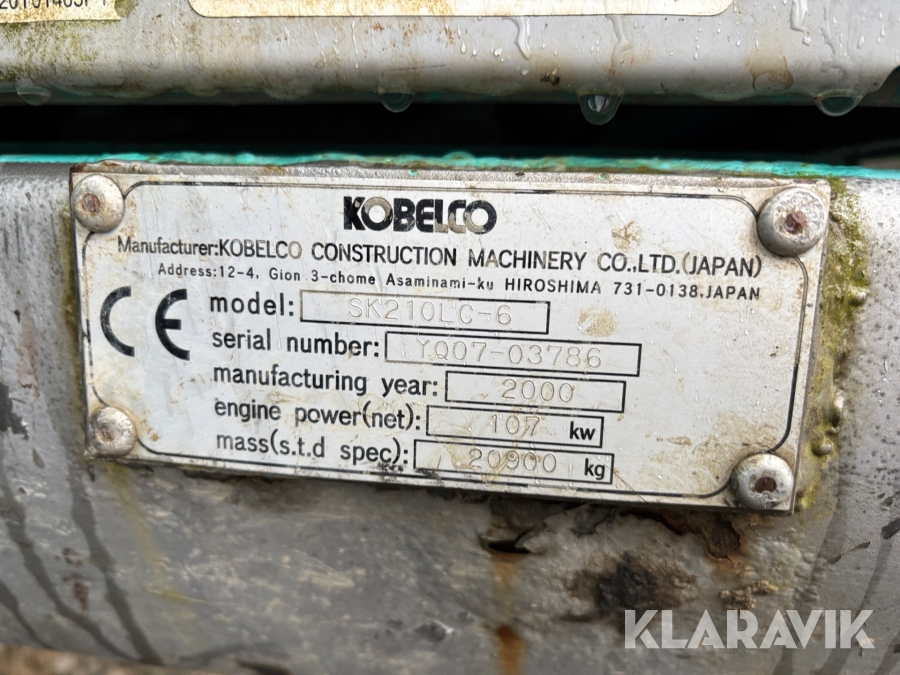 KOBELCO
Manufacturer:KOBELCO CONSTRUCTION MACHINERY CO.,LTD.(JAPAN)
Address:12-4, Gion 3-chome Asaminami-ku HIROSHIMA 731-0138.JAPAN
CE
model: SK210LC-6
serial number: YQ07-03786
manufacturing year: 2000
engine power(net): 107 kw
mass(s.t.d spec): 20900 kg
KLARAVIK